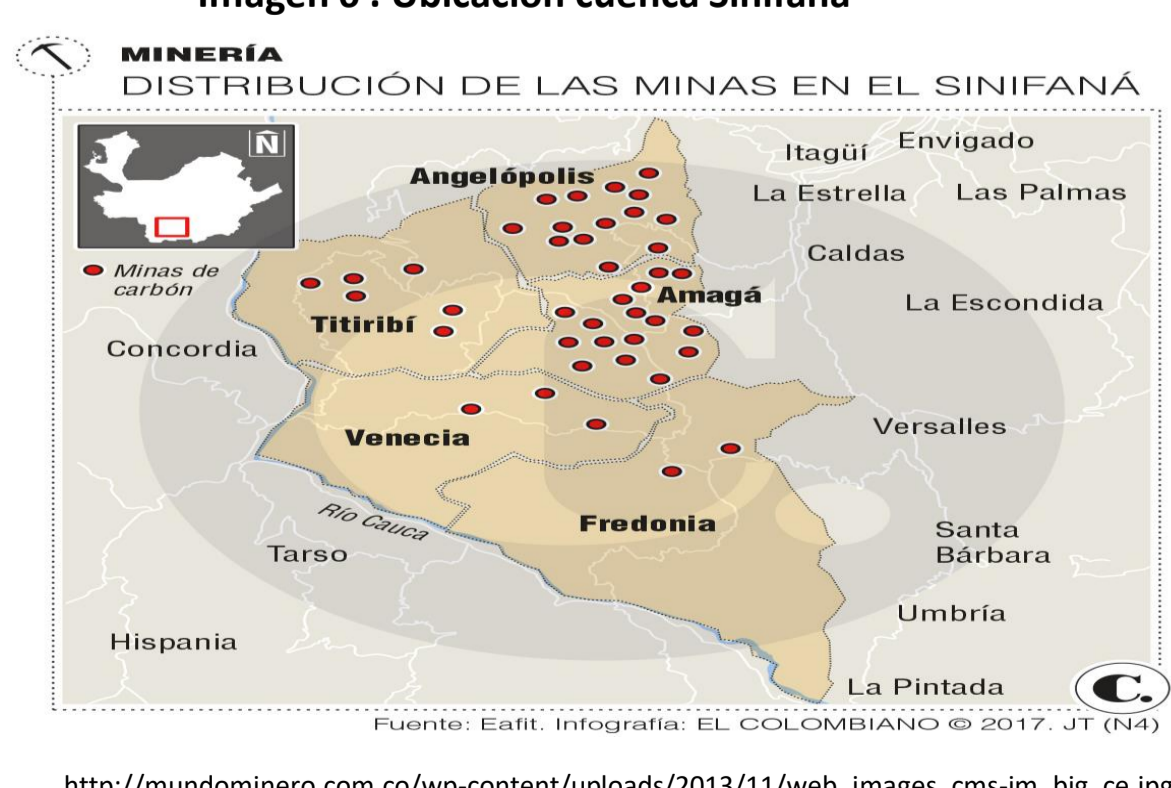 Imagen 6 : Ubicación cuenca Sinifaná
MINERÍA
DISTRIBUCIÓN DE LAS MINAS EN EL SINIFANÁ
N
Itagüí
Envigado
Angelópolis
La Estrella
Las Palmas
Caldas
Minas de
carbón
Amagá
La Escondida
Titiribí
Concordia
Versalles
Venecia
Río Cauca
Fredonia
Santa
Bárbara
Tarso
Umbría
Hispania
La Pintada
C.
Fuente: Eafit. Infografía: EL COLOMBIANO © 2017. JT (N4)
http://mundominero.com.co/wp-content/uploads/2013/11/web_images_cms-im_big_ce.jpg